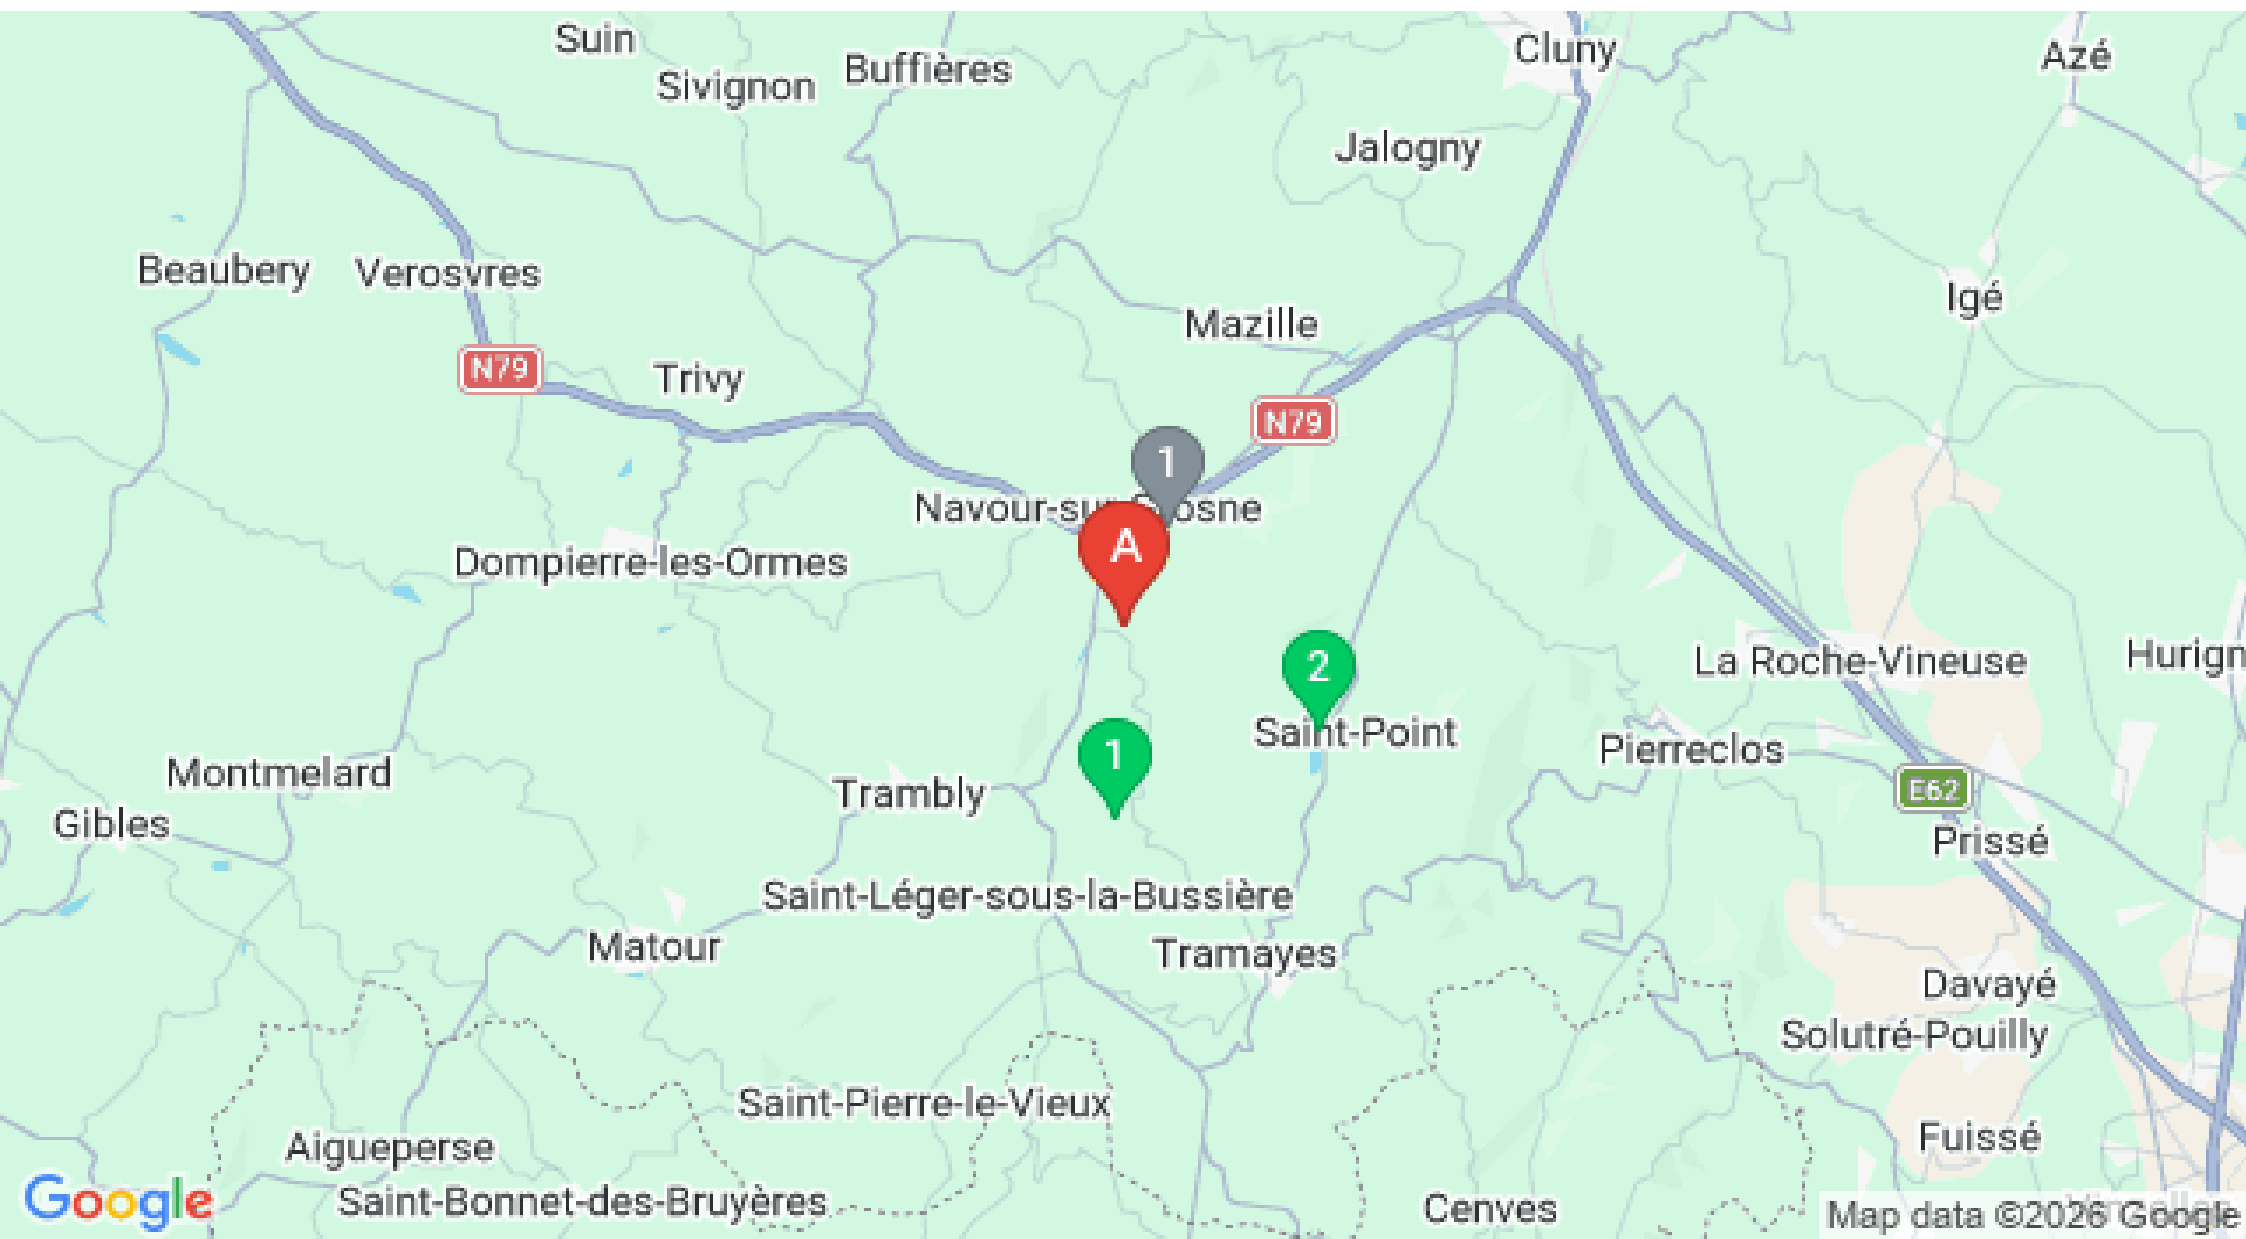 Suin
Cluny
Azé
Buffières
Sivignon
Jalogny
Beaubery
Verosvres
Igé
Mazille
N79
Trivy
N79
1
Navour-sur-Grosne
A
Dompierre-les-Ormes
2
La Roche-Vineuse
Hurign
Saint-Point
1
Pierreclos
Montmelard
Trambly
E62
Gibles
Prissé
Saint-Léger-sous-la-Bussière
Matour
Tramayes
Davayé
Solutré-Pouilly
Saint-Pierre-le-Vieux
Fuissé
Aigueperse
Google
Saint-Bonnet-des-Bruyères
Cenves
Map data ©2026 Google